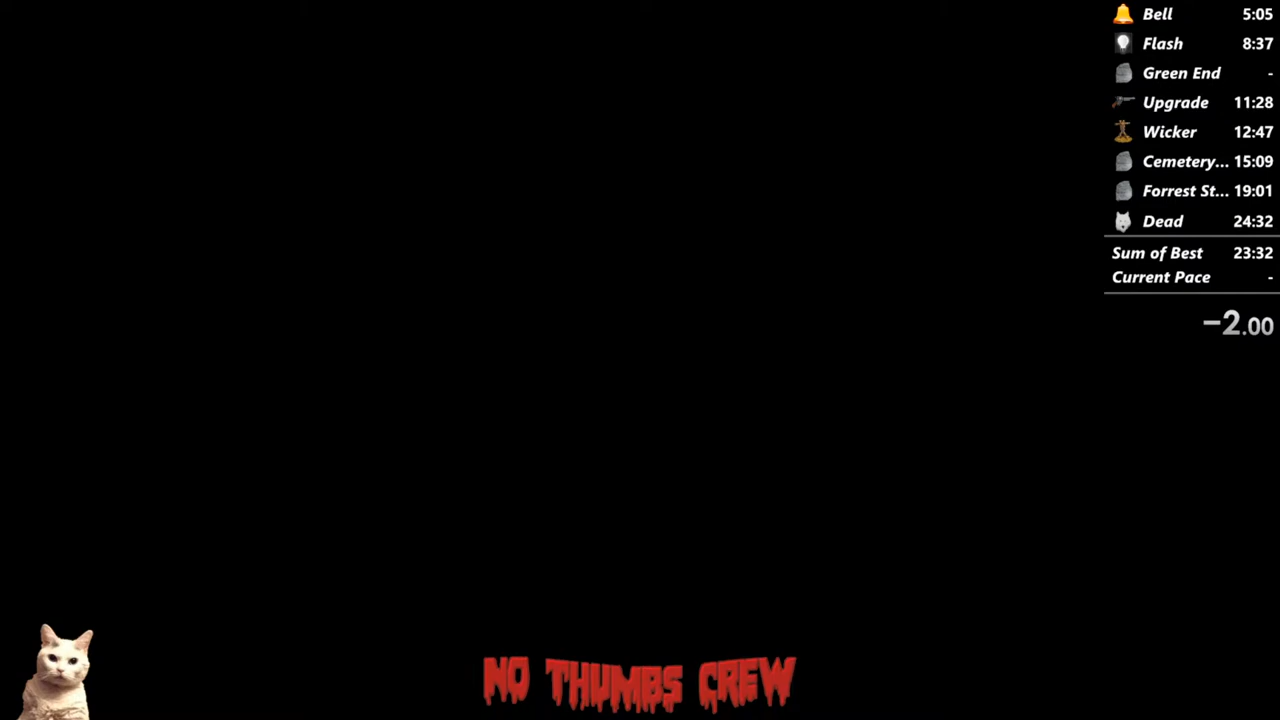 Bell 5:05
Flash 8:37
Green End -
Upgrade 11:28
Wicker 12:47
Cemetery... 15:09
Forrest St... 19:01
Dead 24:32
Sum of Best 23:32
Current Pace -
−2.00
NO THUMBS CREW